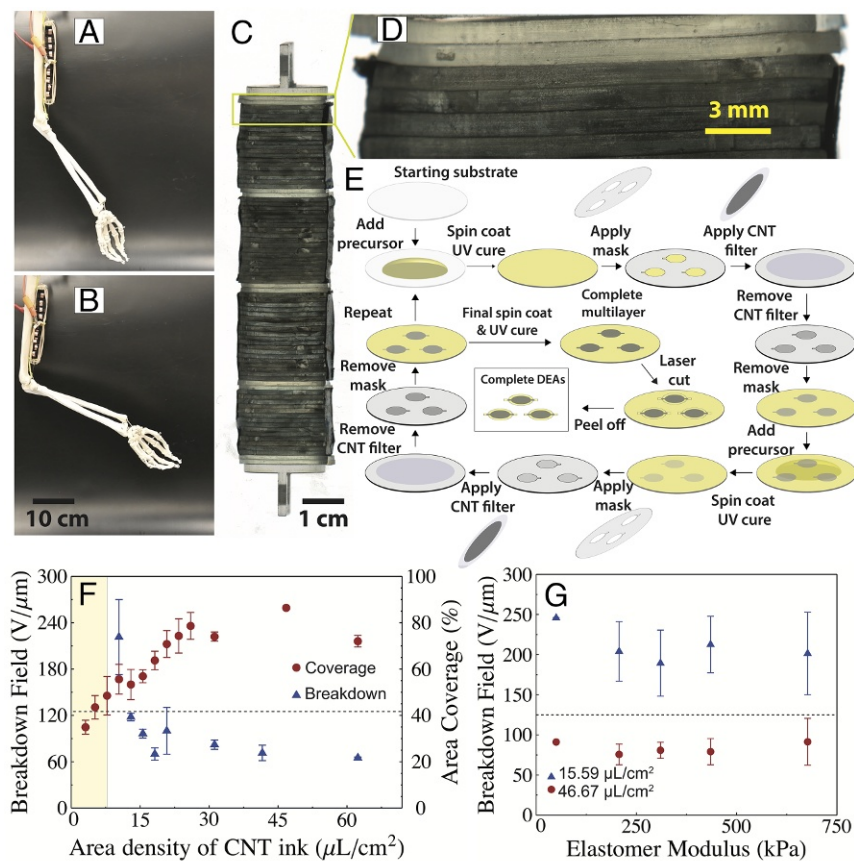 A
B
10 cm
C
1 cm
D
3 mm
E
Starting substrate
Add
precursor
Spin coat
UV cure
Apply
mask
Apply CNT
filter
Remove
CNT filter
Remove
mask
Add
precursor
Spin coat
UV cure
Apply
mask
Apply
CNT filter
Remove
CNT filter
Remove
mask
Repeat
Final spin coat
& UV cure
Complete
multilayer
Laser
cut
Peel off
Complete DEAs
F
Breakdown Field (V/μm)
300
240
180
120
60
0
0 15 30 45 60
Area density of CNT ink (μL/cm²)
100
80
60
40
20
0
Area Coverage (%)
Coverage
Breakdown
G
Breakdown Field (V/μm)
300
250
200
150
100
50
0
0 250 500 750
Elastomer Modulus (kPa)
15.59 μL/cm²
46.67 μL/cm²